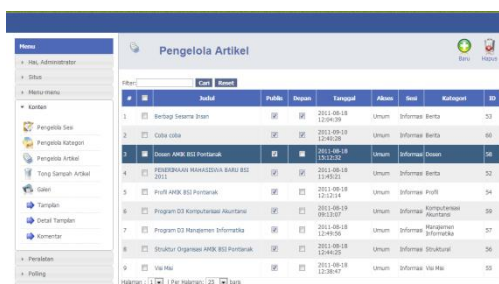 Menu
Hai, Administrator
Situs
Menu-menu
Konten
Pengelola Sesi
Pengelola Kategori
Pengelola Artikel
Tong Sampah Artikel
Galeri
Tampilan
Detail Tampilan
Komentar
Peralatan
Polling
Pengelola Artikel
Baru Hapus
Filter: Cari Reset
# Judul Public Depan Tanggal Akses Sesi Kategori ID
1 Berbagi Sesama Insan 2011-08-18 12:04:39 Umum Informasi Berita 53
2 Coba coba 2011-09-10 12:40:28 Umum Informasi Berita 60
3 Dosen AMIK BSI Pontianak 2011-08-18 15:12:32 Umum Informasi Dosen 58
4 PENERIMAAN MAHASISWA BARU BSI 2011 2011-08-18 11:45:21 Umum Informasi Berita 52
5 Profil AMIK BSI Pontianak 2011-08-18 12:12:14 Umum Informasi Profil 54
6 Program D3 Komputerisasi Akuntansi 2011-08-19 09:13:07 Umum Informasi Komputerisasi Akuntansi 59
7 Program D3 Manajemen Informatika 2011-08-18 12:49:56 Umum Informasi Manajemen Informatika 57
8 Struktur Organisasi AMIK BSI Pontianak 2011-08-18 12:44:25 Umum Informasi Struktural 56
9 Visi Misi 2011-08-18 12:38:47 Umum Informasi Visi Misi 55
Halaman : 1 | Per Halaman: 25 baris